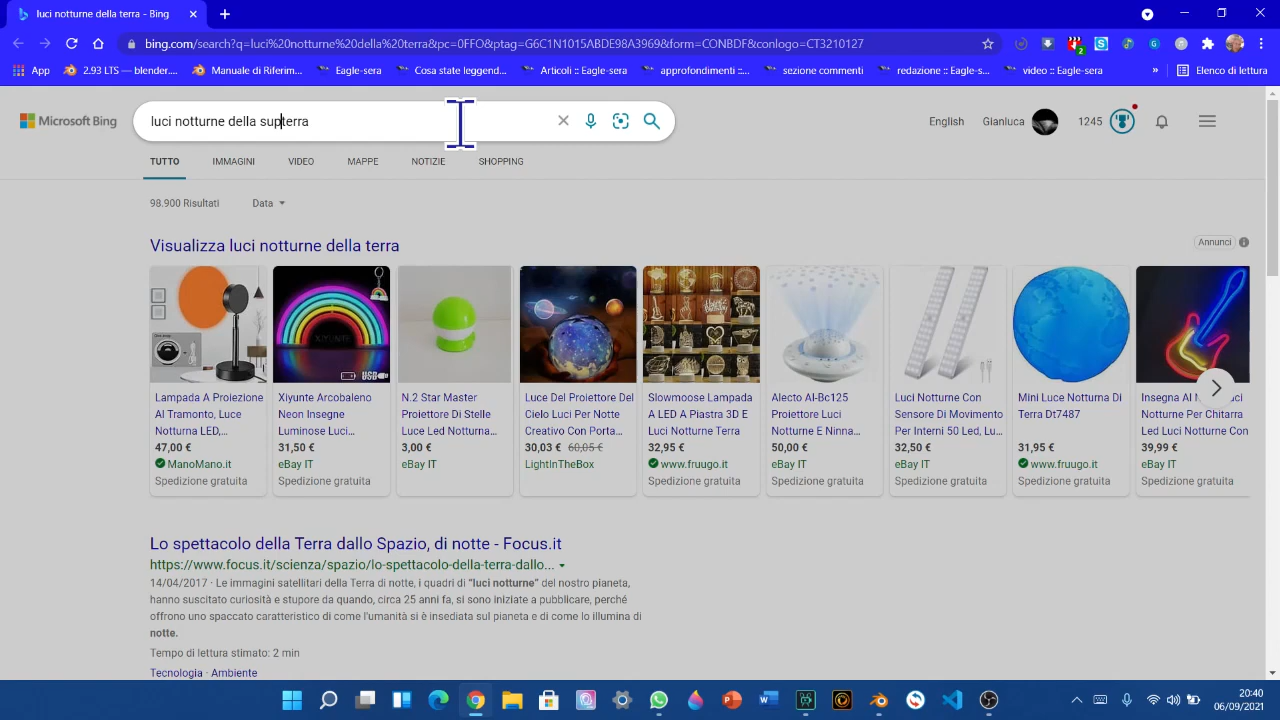 luci notturne della terra - Bing
bing.com/search?q=luci%20notturne%20della%20terra&pc=0FFO&ptag=G6C1N1015ABDE98A3969&form=CONBDF&conlogo=CT3210127
App
2.93 LTS — blender....
Manuale di Riferim...
Eagle-sera
Cosa state leggend...
Articoli :: Eagle-sera
approfondimenti ::...
sezione commenti
redazione :: Eagle-s...
video :: Eagle-sera
»
Elenco di lettura
Microsoft Bing
luci notturne della supterra
English
Gianluca
1245
TUTTO
IMMAGINI
VIDEO
MAPPE
NOTIZIE
SHOPPING
98.900 Risultati
Data
Visualizza luci notturne della terra
Annunci
Lampada A Proiezione
Al Tramonto, Luce
Notturna LED,...
47,00 €
ManoMano.it
Spedizione gratuita
XIYUNTE
USB
Xiyunte Arcobaleno
Neon Insegne
Luminose Luci...
31,50 €
eBay IT
Spedizione gratuita
N.2 Star Master
Proiettore Di Stelle
Luce Led Notturna...
3,00 €
eBay IT
Luce Del Proiettore Del
Cielo Luci Per Notte
Creativo Con Porta...
30,03 € 60,05 €
LightInTheBox
Slowmoose Lampada
A LED A Piastra 3D E
Luci Notturne Terra
32,95 €
www.fruugo.it
Spedizione gratuita
Alecto Al-Bc125
Proiettore Luci
Notturne E Ninna...
50,00 €
eBay IT
Spedizione gratuita
Luci Notturne Con
Sensore Di Movimento
Per Interni 50 Led, Lu...
32,50 €
eBay IT
Spedizione gratuita
Mini Luce Notturna Di
Terra Dt7487
31,95 €
www.fruugo.it
Spedizione gratuita
Insegna Al
Notturne Per Chitarra
Led Luci Notturne Con
39,99 €
eBay IT
Spedizione gratuita
Lo spettacolo della Terra dallo Spazio, di notte - Focus.it
https://www.focus.it/scienza/spazio/lo-spettacolo-della-terra-dallo...
14/04/2017 · Le immagini satellitari della Terra di notte, i quadri di “luci notturne” del nostro pianeta,
hanno suscitato curiosità e stupore da quando, circa 25 anni fa, si sono iniziate a pubblicare, perché
offrono uno spaccato caratteristico di come l'umanità si è insediata sul pianeta e di come lo illumina di
notte.
Tempo di lettura stimato: 2 min
Tecnologia · Ambiente
20:40
06/09/2021